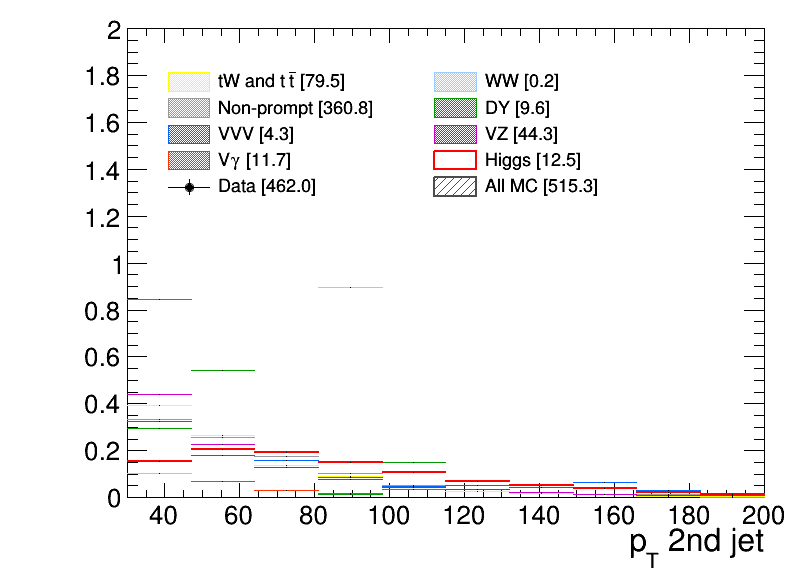 2
1.8
tW and t t̄ [79.5]
WW [0.2]
Non-prompt [360.8]
DY [9.6]
1.6
VVV [4.3]
VZ [44.3]
Vγ [11.7]
Higgs [12.5]
1.4
Data [462.0]
All MC [515.3]
1.2
1
0.8
0.6
0.4
0.2
0
40 60 80 100 120 140 160 180 200
p_T 2nd jet